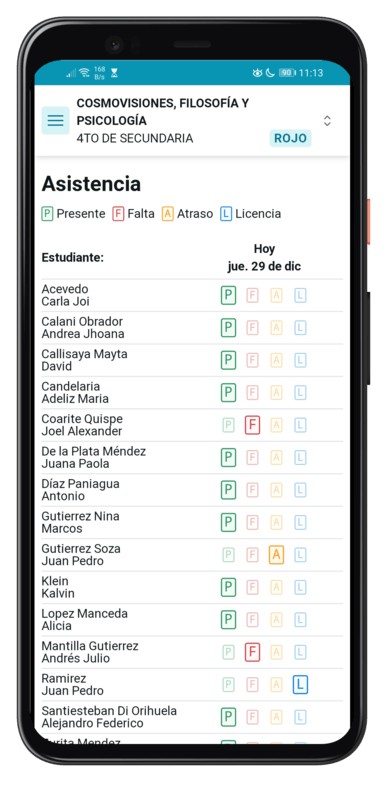 168 B/s 90 11:13
COSMOVISIONES, FILOSOFÍA Y
PSICOLOGÍA
4TO DE SECUNDARIA ROJO
Asistencia
P Presente F Falta A Atraso L Licencia
Hoy
Estudiante: jue. 29 de dic
Acevedo
Carla Joi P F A L
Calani Obrador
Andrea Jhoana P F A L
Callisaya Mayta
David P F A L
Candelaria
Adeliz Maria P F A L
Coarite Quispe
Joel Alexander P F A L
De la Plata Méndez
Juana Paola P F A L
Díaz Paniagua
Antonio P F A L
Gutierrez Nina
Marcos P F A L
Gutierrez Soza
Juan Pedro P F A L
Klein
Kalvin P F A L
Lopez Manceda
Alicia P F A L
Mantilla Gutierrez
Andrés Julio P F A L
Ramirez
Juan Pedro P F A L
Santiesteban Di Orihuela
Alejandro Federico P F A L
Mendez